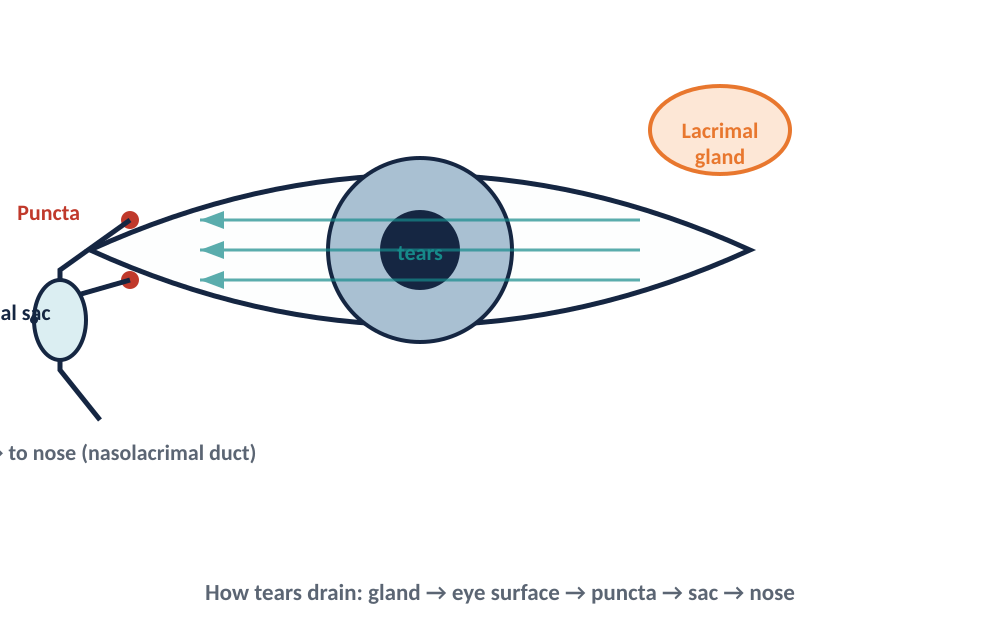 Lacrimal
gland
Puncta
tears
al sac
→ to nose (nasolacrimal duct)
How tears drain: gland → eye surface → puncta → sac → nose